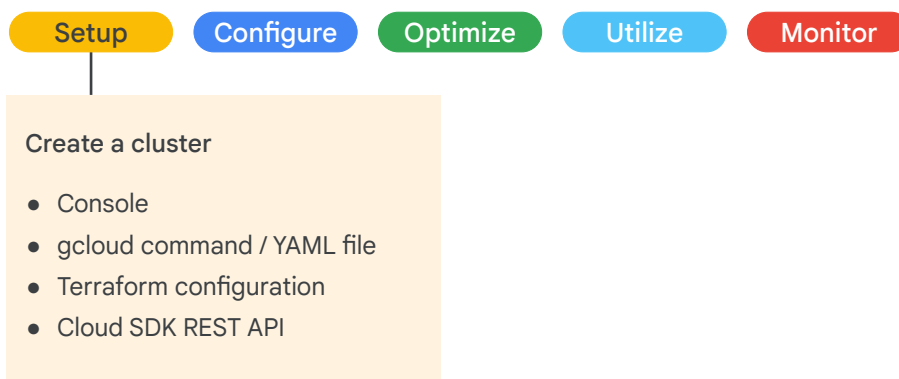 Setup Configure Optimize Utilize Monitor
Create a cluster
● Console
● gcloud command / YAML file
● Terraform configuration
● Cloud SDK REST API